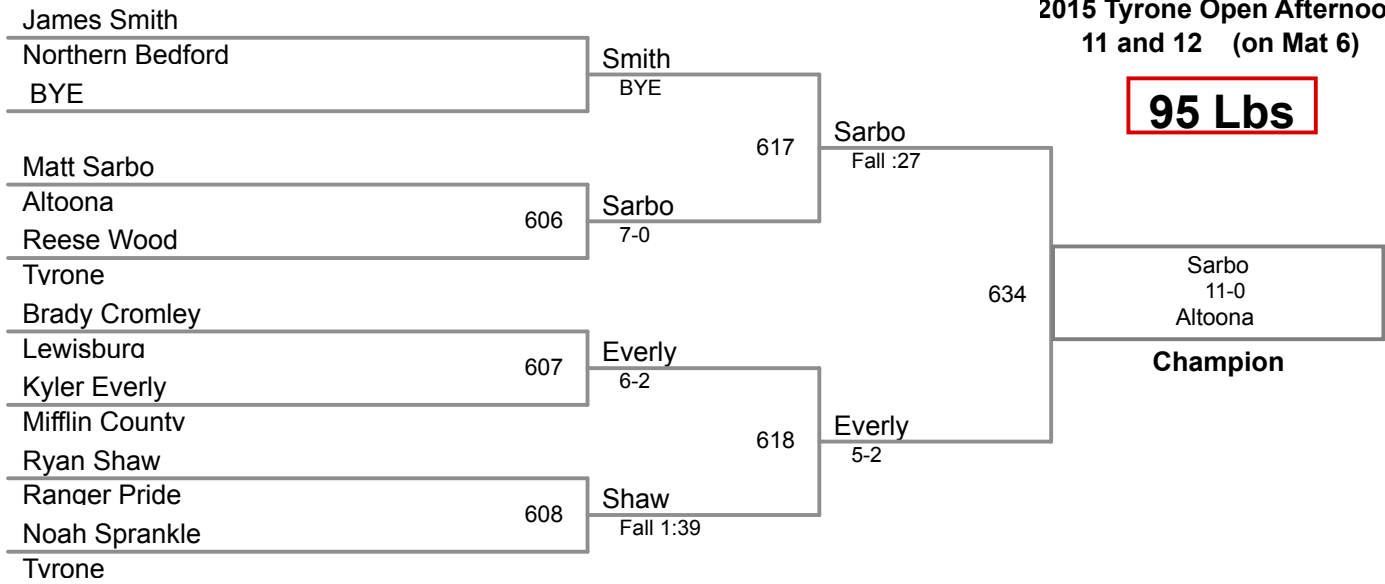 James Smith
Northern Bedford
BYE
Matt Sarbo
Altoona
Reese Wood
Tyrone
Brady Cromley
Lewisburg
Kyler Everly
Mifflin County
Ryan Shaw
Ranger Pride
Noah Sprankle
Tyrone
606
607
608
Smith
BYE
Sarbo
7-0
Everly
6-2
Shaw
Fall 1:39
617
618
Sarbo
Fall :27
Everly
5-2
634
2015 Tyrone Open Afternoo
11 and 12 (on Mat 6)
95 Lbs
Sarbo
11-0
Altoona
Champion